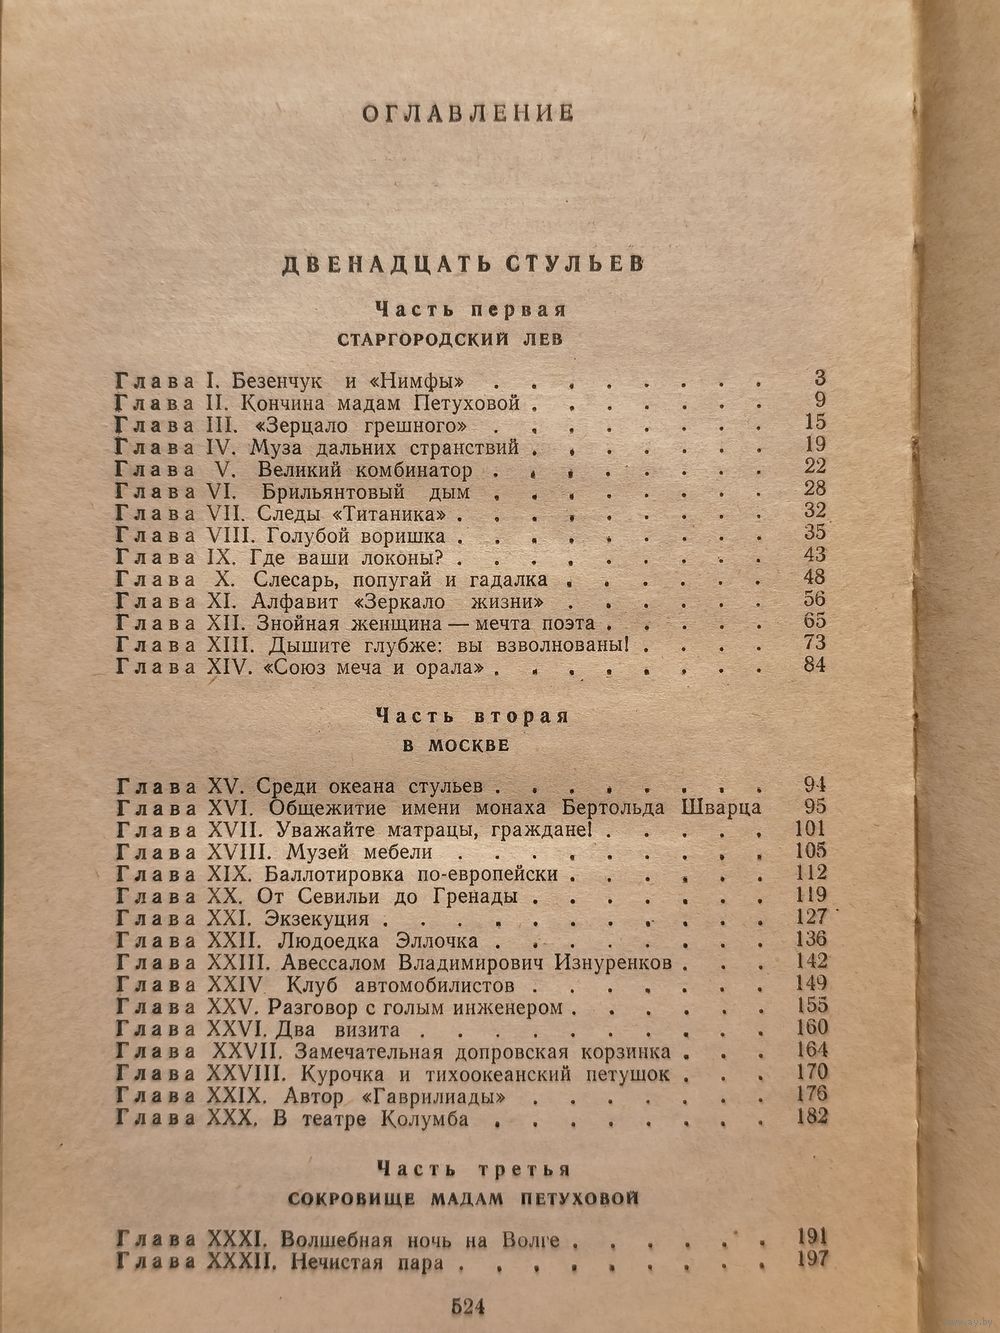 ОГЛАВЛЕНИЕ
ДВЕНАДЦАТЬ СТУЛЬЕВ
Часть первая
СТАРГОРОДСКИЙ ЛЕВ
Глава I. Безенчук и «Нимфы» . . . . . . . . 3
Глава II. Кончина мадам Петуховой . . . . . . . 9
Глава III. «Зерцало грешного» . . . . . . . . 15
Глава IV. Муза дальних странствий . . . . . . . 19
Глава V. Великий комбинатор . . . . . . . . 22
Глава VI. Брильянтовый дым . . . . . . . . 28
Глава VII. Следы «Титаника» . . . . . . . . . 32
Глава VIII. Голубой воришка . . . . . . . . . 35
Глава IX. Где ваши локоны? . . . . . . . . . 43
Глава X. Слесарь, попугай и гадалка . . . . . . 48
Глава XI. Алфавит «Зеркало жизни» . . . . . . 56
Глава XII. Знойная женщина — мечта поэта . . . . . 65
Глава XIII. Дышите глубже: вы взволнованы! . . . . 73
Глава XIV. «Союз меча и орала» . . . . . . . . 84
Часть вторая
В МОСКВЕ
Глава XV. Среди океана стульев . . . . . . . . 94
Глава XVI. Общежитие имени монаха Бертольда Шварца 95
Глава XVII. Уважайте матрацы, граждане! . . . . . 101
Глава XVIII. Музей мебели . . . . . . . . . 105
Глава XIX. Баллотировка по-европейски . . . . . . 112
Глава XX. От Севильи до Гренады . . . . . . . 119
Глава XXI. Экзекуция . . . . . . . . . . . 127
Глава XXII. Людоедка Эллочка . . . . . . . . 136
Глава XXIII. Авессалом Владимирович Изнуренков . . . 142
Глава XXIV Клуб автомобилистов . . . . . . . 149
Глава XXV. Разговор с голым инженером . . . . . . 155
Глава XXVI. Два визита . . . . . . . . . . 160
Глава XXVII. Замечательная допровская корзинка . . . 164
Глава XXVIII. Курочка и тихоокеанский петушок . . . 170
Глава XXIX. Автор «Гаврилиады» . . . . . . . 176
Глава XXX. В театре Колумба . . . . . . . . 182
Часть третья
СОКРОВИЩЕ МАДАМ ПЕТУХОВОЙ
Глава XXXI. Волшебная ночь на Волге . . . . . . 191
Глава XXXII. Нечистая пара . . . . . . . . . 197
524
www.ay.by